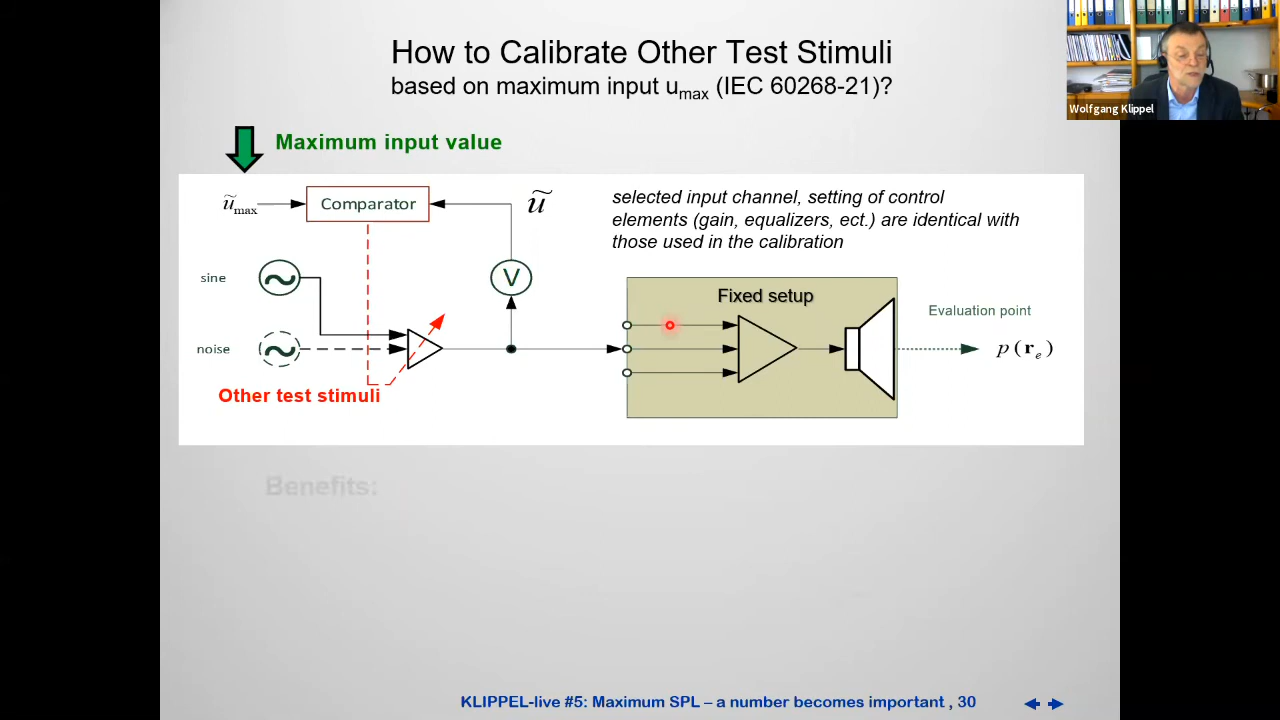 How to Calibrate Other Test Stimuli
based on maximum input umax (IEC 60268-21)?
Wolfgang Klippel
Maximum input value
ũmax
Comparator
ũ
selected input channel, setting of control
elements (gain, equalizers, ect.) are identical with
those used in the calibration
sine
V
Fixed setup
Evaluation point
noise
p(re)
Other test stimuli
Benefits:
KLIPPEL-live #5: Maximum SPL – a number becomes important , 30